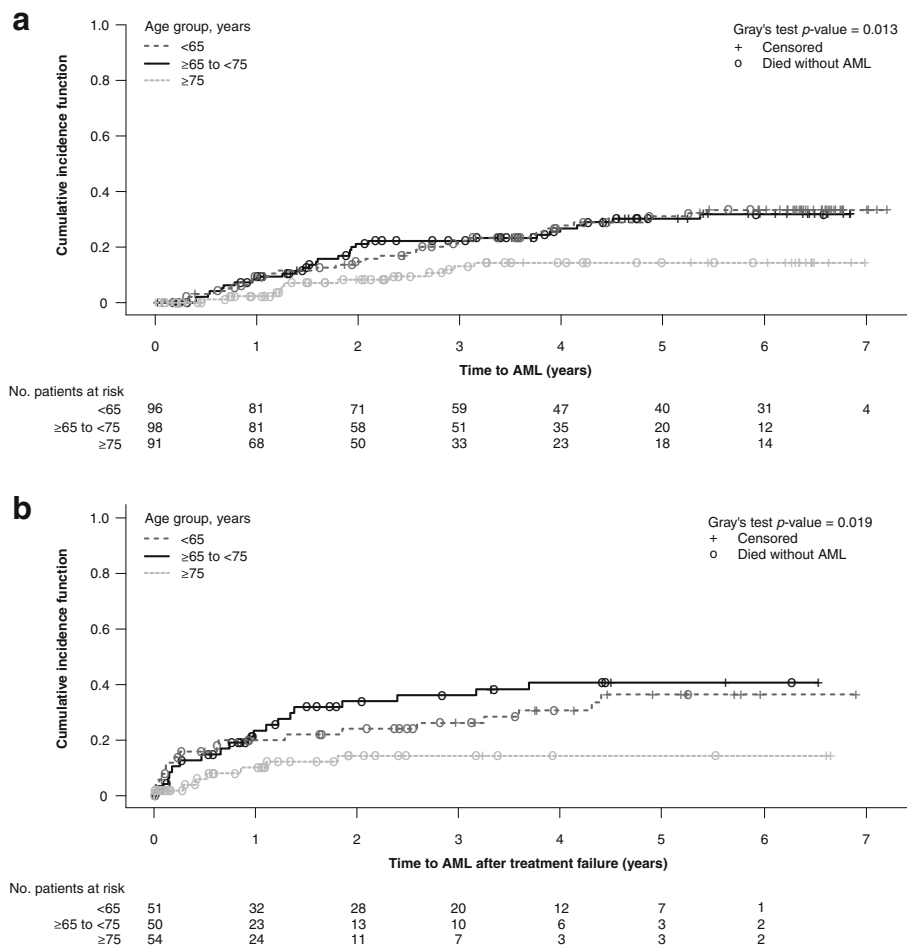 a
Age group, years
<65
≥65 to <75
≥75
Gray's test p-value = 0.013
+ Censored
o Died without AML
Cumulative incidence function
1.0
0.8
0.6
0.4
0.2
0
0 1 2 3 4 5 6 7
Time to AML (years)
No. patients at risk
<65 96 81 71 59 47 40 31 4
≥65 to <75 98 81 58 51 35 20 12
≥75 91 68 50 33 23 18 14
b
Age group, years
<65
≥65 to <75
≥75
Gray's test p-value = 0.019
+ Censored
o Died without AML
Cumulative incidence function
1.0
0.8
0.6
0.4
0.2
0
0 1 2 3 4 5 6 7
Time to AML after treatment failure (years)
No. patients at risk
<65 51 32 28 20 12 7 1
≥65 to <75 50 23 13 10 6 3 2
≥75 54 24 11 7 3 3 2